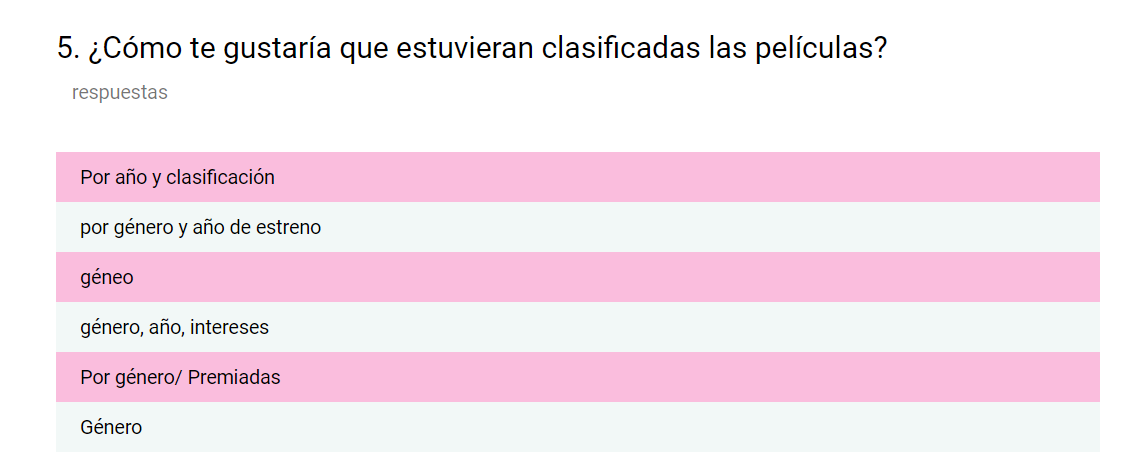 5. ¿Cómo te gustaría que estuvieran clasificadas las películas?
respuestas
Por año y clasificación
por género y año de estreno
géneo
género, año, intereses
Por género/ Premiadas
Género